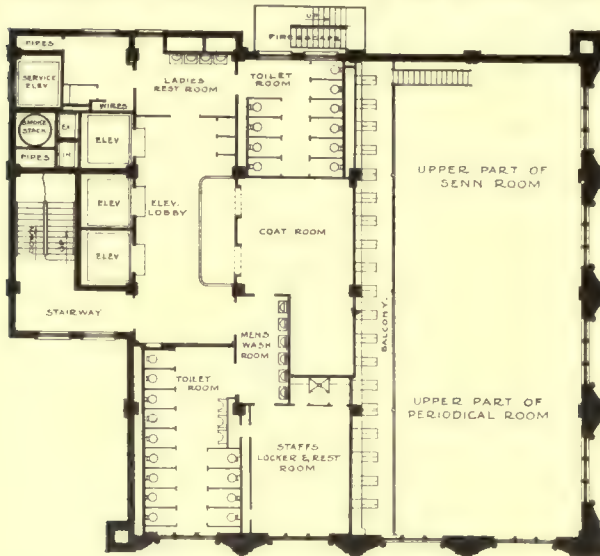 UP
FIRE ESCAPE
PIPES
SERVICE
ELEV
WIRES
LADIES
REST ROOM
TOILET
ROOM
SMOKE
STACK
EX.
PIPES
ELEV
ELEV
ELEV
ELEV.
LOBBY
COAT ROOM
UPPER PART OF
SENN ROOM
DOWN
UP
STAIRWAY
BALCONY.
MENS
WASH
ROOM
TOILET
ROOM
STAFFS
LOCKER & REST
ROOM
UPPER PART OF
PERIODICAL ROOM